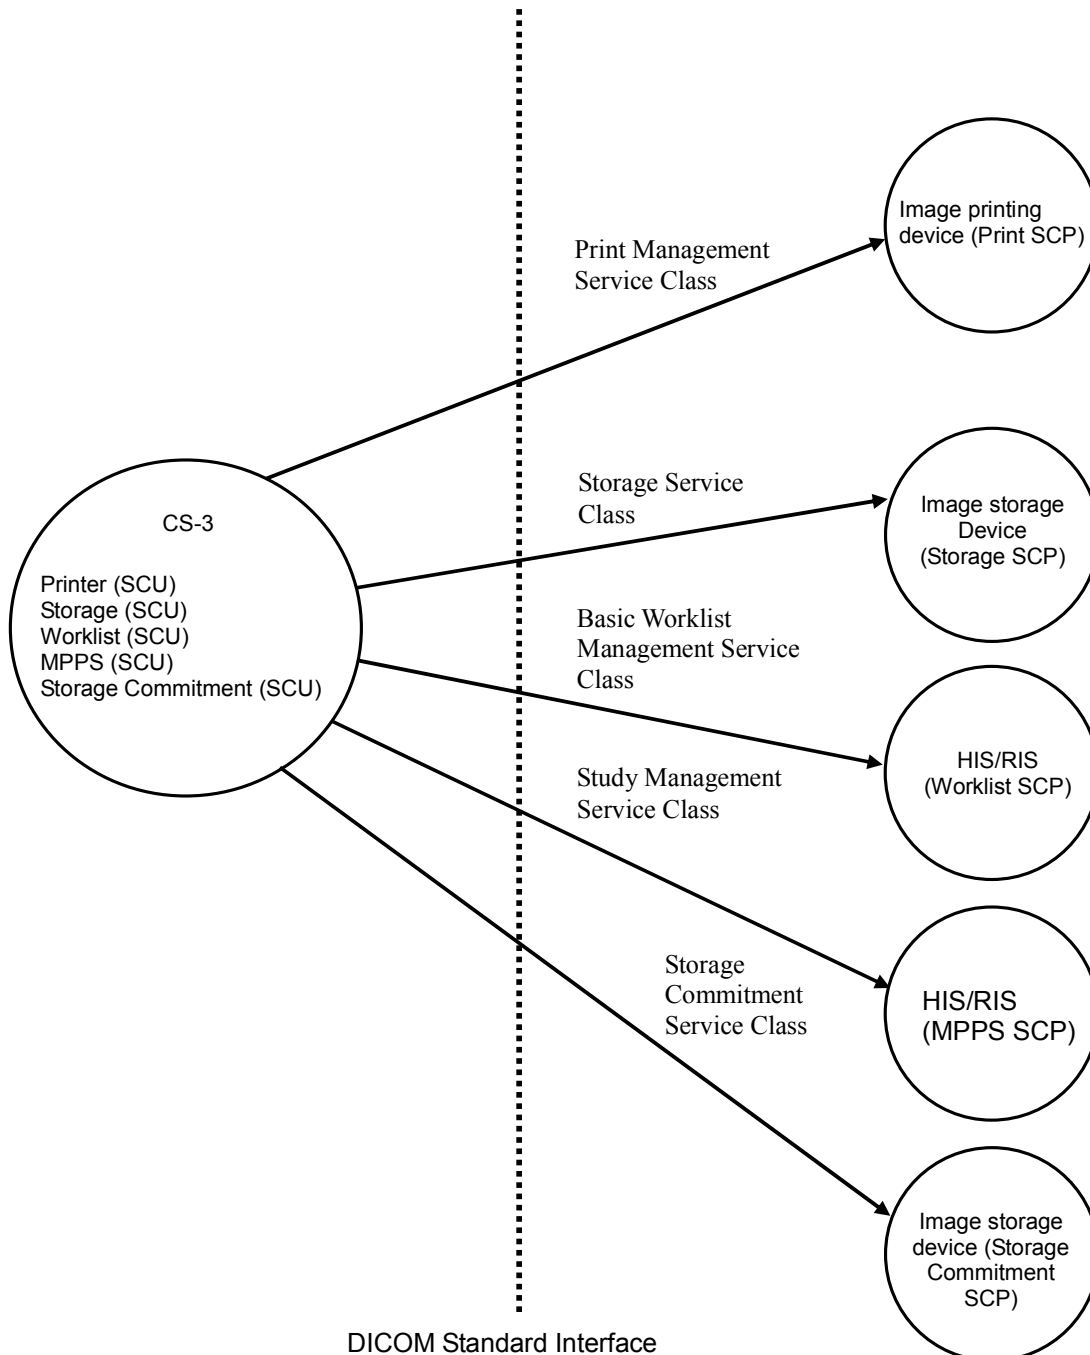 Image printing
device (Print SCP)
Print Management
Service Class
Storage Service
Class
Image storage
Device
(Storage SCP)
CS-3
Printer (SCU)
Storage (SCU)
Worklist (SCU)
MPPS (SCU)
Storage Commitment (SCU)
Basic Worklist
Management Service
Class
HIS/RIS
(Worklist SCP)
Study Management
Service Class
Storage
Commitment
Service Class
HIS/RIS
(MPPS SCP)
Image storage
device (Storage
Commitment
SCP)
DICOM Standard Interface